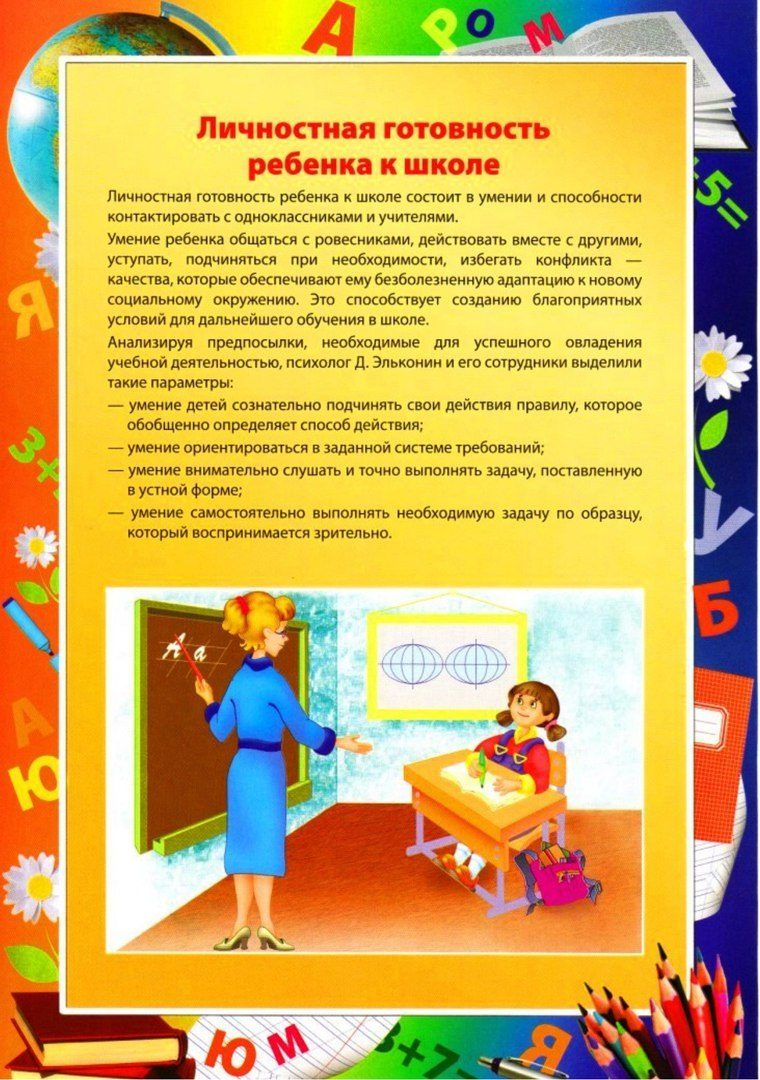 А Р О М
Личностная готовность
ребенка к школе
Личностная готовность ребенка к школе состоит в умении и способности
контактировать с одноклассниками и учителями.
Умение ребенка общаться с ровесниками, действовать вместе с другими,
уступать, подчиняться при необходимости, избегать конфликта —
качества, которые обеспечивают ему безболезненную адаптацию к новому
социальному окружению. Это способствует созданию благоприятных
условий для дальнейшего обучения в школе.
Анализируя предпосылки, необходимые для успешного овладения
учебной деятельностью, психолог Д. Эльконин и его сотрудники выделили
такие параметры:
— умение детей сознательно подчинять свои действия правилу, которое
обобщенно определяет способ действия;
— умение ориентироваться в заданной системе требований;
— умение внимательно слушать и точно выполнять задачу, поставленную
в устной форме;
— умение самостоятельно выполнять необходимую задачу по образцу,
который воспринимается зрительно.
+5=
Я
3+
У
Б
А а
А
Ю
Ю М
3+7=
Я